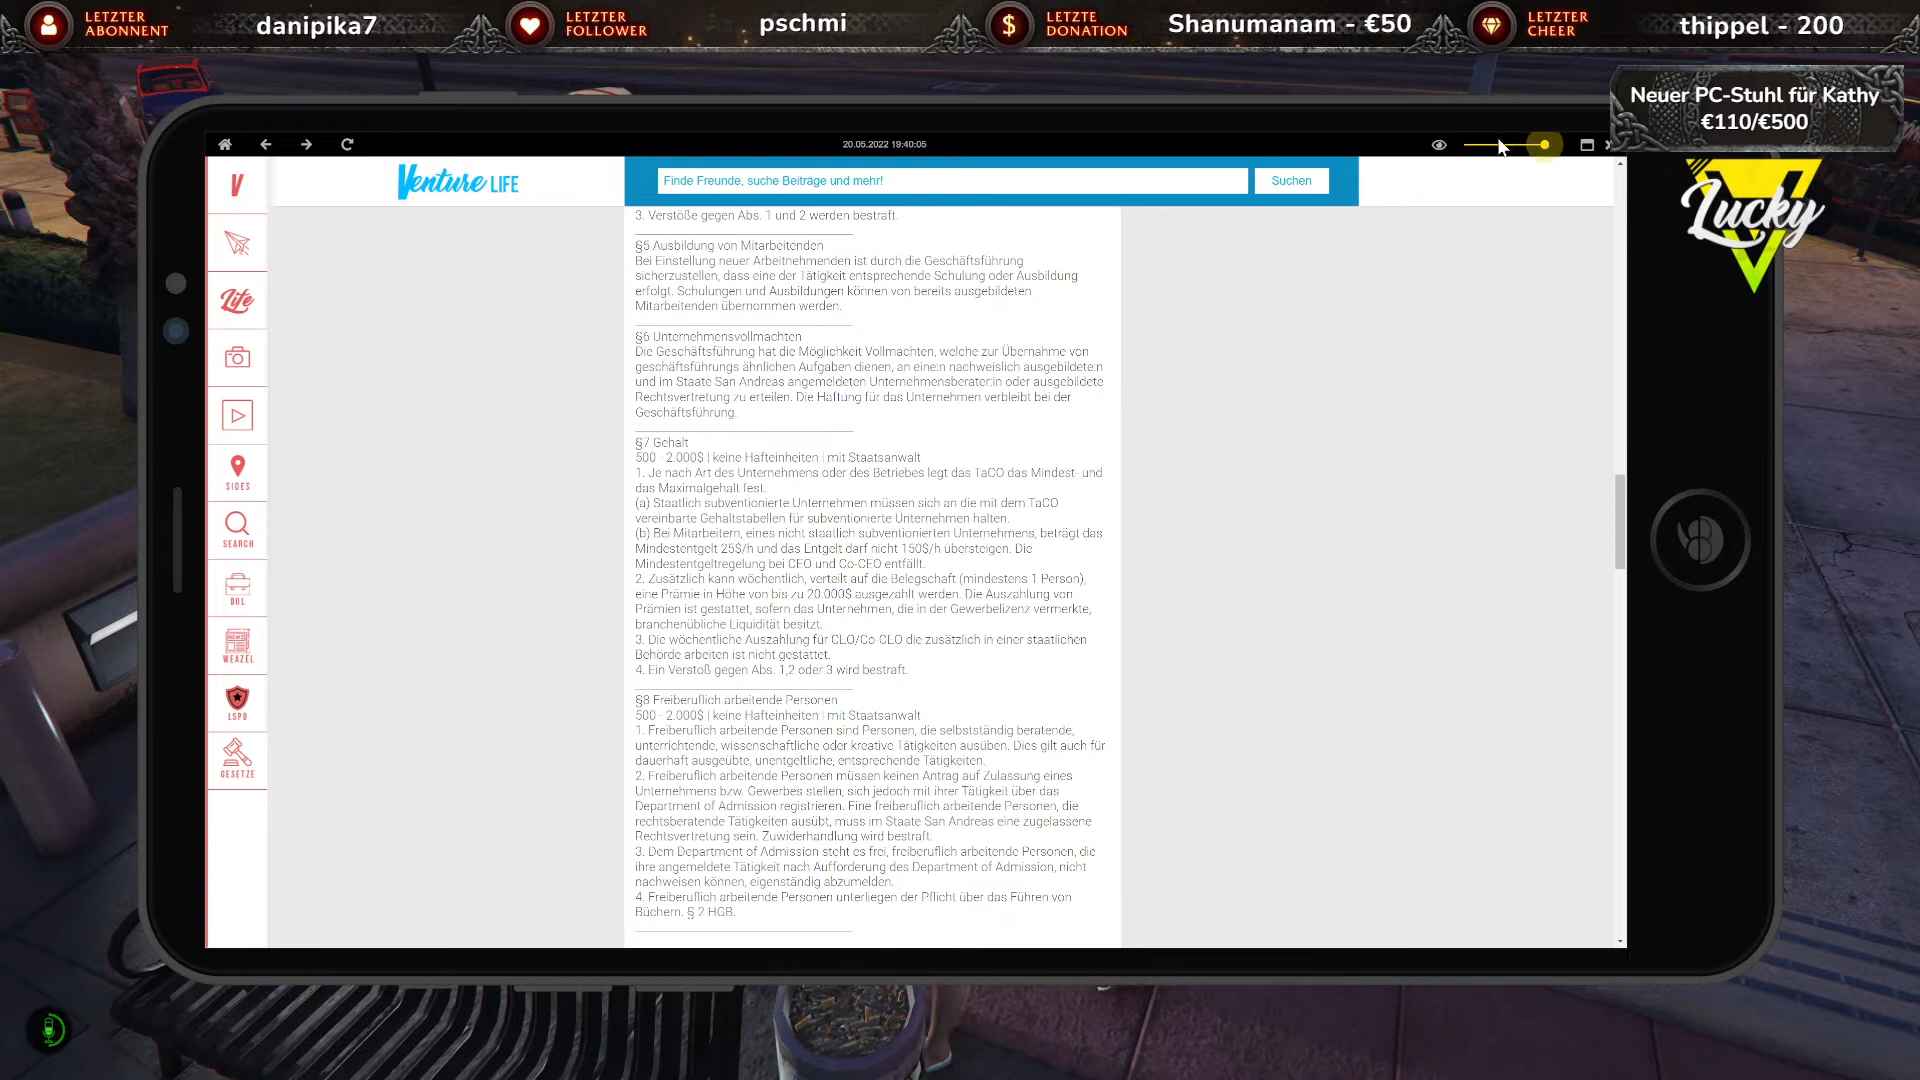 LETZTER
ABONNENT
danipika7
LETZTER
FOLLOWER
pschmi
LETZTE
DONATION
Shanumanam - €50
LETZTER
CHEER
thippel - 200
Neuer PC-Stuhl für Kathy
€110/€500
Lucky
V
20.05.2022 19:40:05
Venture LIFE
Finde Freunde, suche Beiträge und mehr!
Suchen
Life
SIDES
SEARCH
DOL
NEWS
WEAZEL
LSPD
GESETZE
3. Verstöße gegen Abs. 1 und 2 werden bestraft.
§5 Ausbildung von Mitarbeitenden
Bei Einstellung neuer Arbeitnehmenden ist durch die Geschäftsführung
sicherzustellen, dass eine der Tätigkeit entsprechende Schulung oder Ausbildung
erfolgt. Schulungen und Ausbildungen können von bereits ausgebildeten
Mitarbeitenden übernommen werden.
§6 Unternehmensvollmachten
Die Geschäftsführung hat die Möglichkeit Vollmachten, welche zur Übernahme von
geschäftsführungs ähnlichen Aufgaben dienen, an eine:n nachweislich ausgebildete:n
und im Staate San Andreas angemeldeten Unternehmensberater:in oder ausgebildete
Rechtsvertretung zu erteilen. Die Haftung für das Unternehmen verbleibt bei der
Geschäftsführung.
§7 Gehalt
500 - 2.000$ | keine Hafteinheiten | mit Staatsanwalt
1. Je nach Art des Unternehmens oder des Betriebes legt das TaCO das Mindest- und
das Maximalgehalt fest.
(a) Staatlich subventionierte Unternehmen müssen sich an die mit dem TaCO
vereinbarte Gehaltstabellen für subventionierte Unternehmen halten.
(b) Bei Mitarbeitern, eines nicht staatlich subventionierten Unternehmens, beträgt das
Mindestentgelt 25$/h und das Entgelt darf nicht 150$/h übersteigen. Die
Mindestentgeltregelung bei CEO und Co-CEO entfällt.
2. Zusätzlich kann wöchentlich, verteilt auf die Belegschaft (mindestens 1 Person),
eine Prämie in Höhe von bis zu 20.000$ ausgezahlt werden. Die Auszahlung von
Prämien ist gestattet, sofern das Unternehmen, die in der Gewerbelizenz vermerkte,
branchenübliche Liquidität besitzt.
3. Die wöchentliche Auszahlung für CEO/Co-CEO die zusätzlich in einer staatlichen
Behörde arbeiten ist nicht gestattet.
4. Ein Verstoß gegen Abs. 1,2 oder 3 wird bestraft.
§8 Freiberuflich arbeitende Personen
500 - 2.000$ | keine Hafteinheiten | mit Staatsanwalt
1. Freiberuflich arbeitende Personen sind Personen, die selbstständig beratende,
unterrichtende, wissenschaftliche oder kreative Tätigkeiten ausüben. Dies gilt auch für
dauerhaft ausgeübte, unentgeltliche, entsprechende Tätigkeiten.
2. Freiberuflich arbeitende Personen müssen keinen Antrag auf Zulassung eines
Unternehmens bzw. Gewerbes stellen, sich jedoch mit ihrer Tätigkeit über das
Department of Admission registrieren. Eine freiberuflich arbeitende Personen, die
rechtsberatende Tätigkeiten ausübt, muss im Staate San Andreas eine zugelassene
Rechtsvertretung sein. Zuwiderhandlung wird bestraft.
3. Dem Department of Admission steht es frei, freiberuflich arbeitende Personen, die
ihre angemeldete Tätigkeit nach Aufforderung des Department of Admission, nicht
nachweisen können, eigenständig abzumelden.
4. Freiberuflich arbeitende Personen unterliegen der Pflicht über das Führen von
Büchern. § 2 HGB.